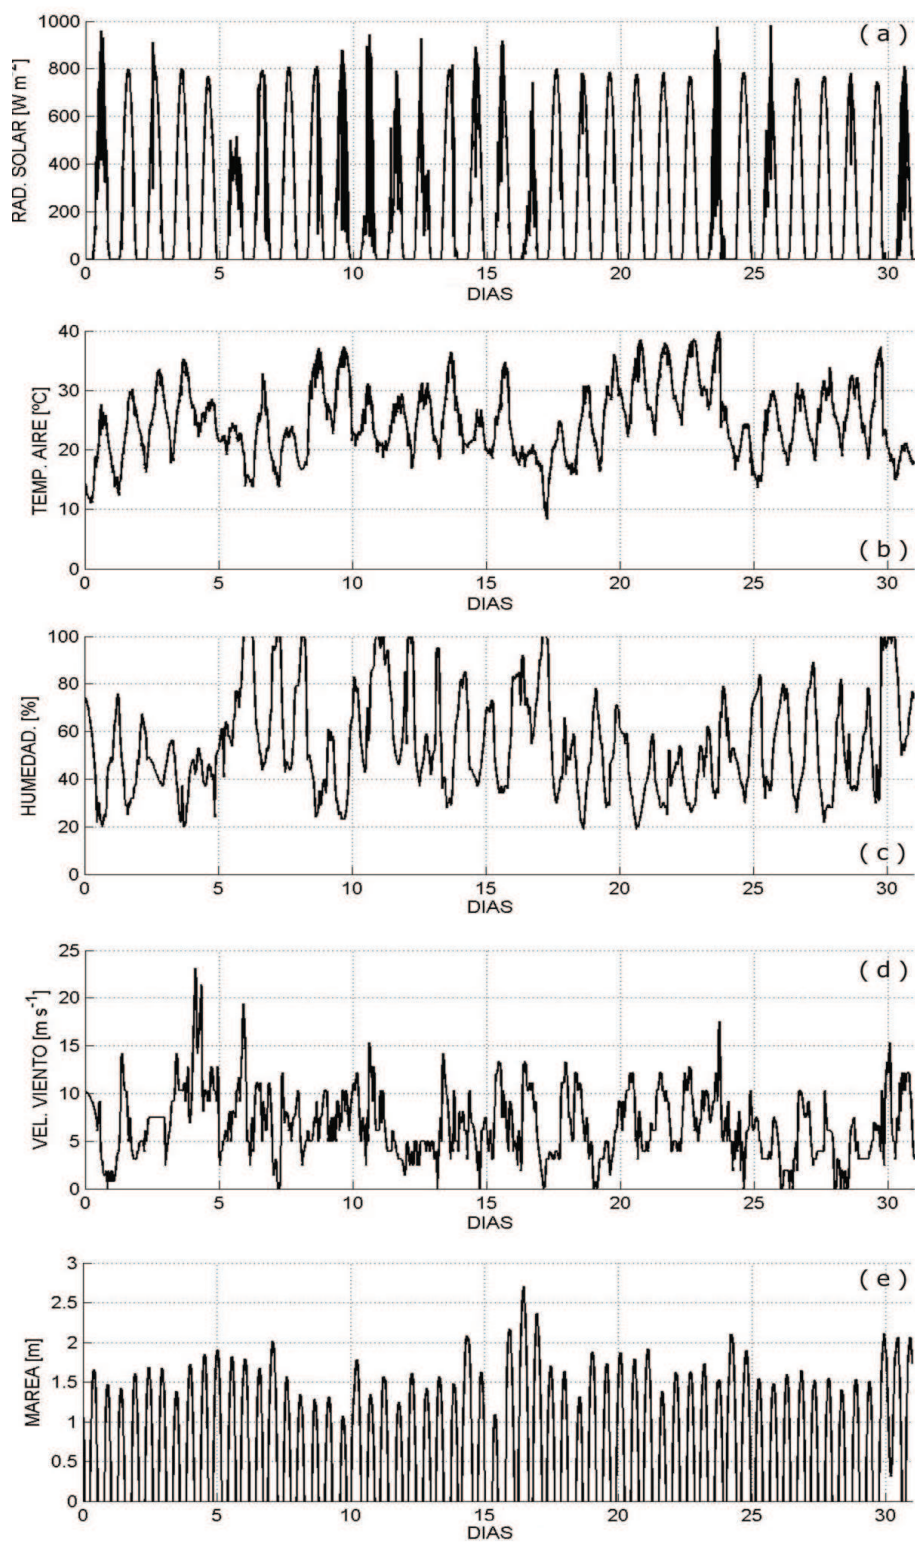 ( a )
RAD. SOLAR [W m⁻²]
1000
800
600
400
200
0
0 5 10 15 20 25 30
DIAS
TEMP. AIRE [ºC]
40
30
20
10
0
( b )
0 5 10 15 20 25 30
DIAS
HUMEDAD. [%]
100
80
60
40
20
0
( c )
0 5 10 15 20 25 30
DIAS
( d )
VEL. VIENTO [m s⁻¹]
25
20
15
10
5
0
0 5 10 15 20 25 30
DIAS
( e )
MAREA [m]
3
2.5
2
1.5
1
0.5
0
0 5 10 15 20 25 30
DIAS